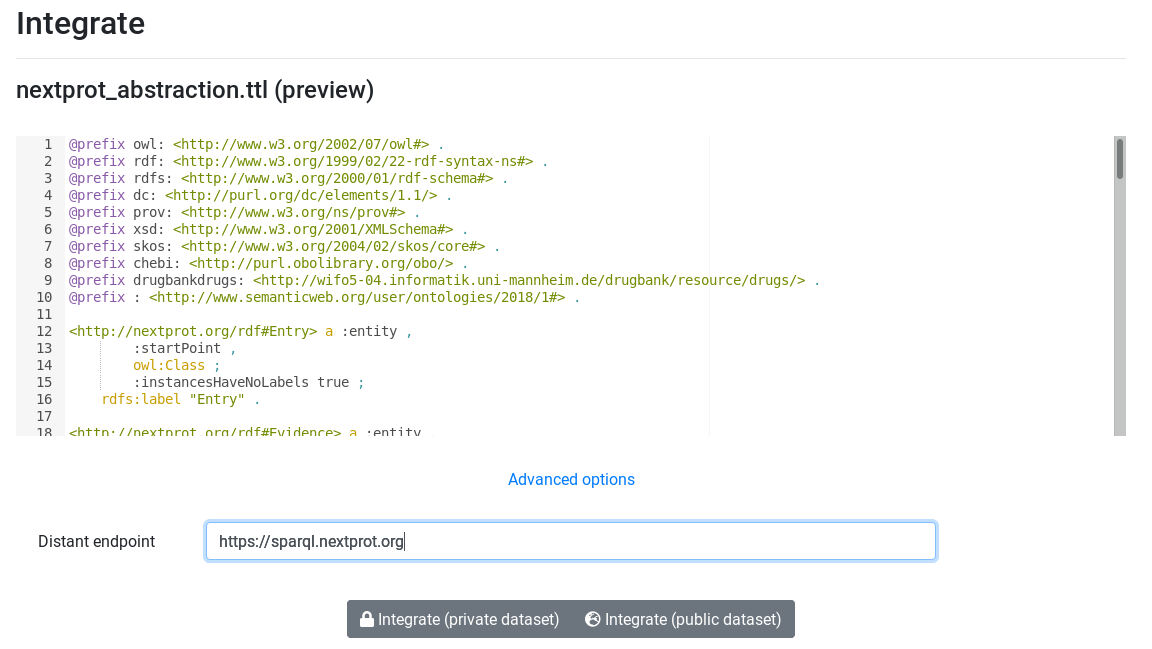 Integrate
nextprot_abstraction.ttl (preview)
1 @prefix owl: <http://www.w3.org/2002/07/owl#> .
2 @prefix rdf: <http://www.w3.org/1999/02/22-rdf-syntax-ns#> .
3 @prefix rdfs: <http://www.w3.org/2000/01/rdf-schema#> .
4 @prefix dc: <http://purl.org/dc/elements/1.1/> .
5 @prefix prov: <http://www.w3.org/ns/prov#> .
6 @prefix xsd: <http://www.w3.org/2001/XMLSchema#> .
7 @prefix skos: <http://www.w3.org/2004/02/skos/core#> .
8 @prefix chebi: <http://purl.obolibrary.org/obo/> .
9 @prefix drugbankdrugs: <http://wifo5-04.informatik.uni-mannheim.de/drugbank/resource/drugs/> .
10 @prefix : <http://www.semanticweb.org/user/ontologies/2018/1#> .
11
12 <http://nextprot.org/rdf#Entry> a :entity ,
13 :startPoint ,
14 owl:Class ;
15 :instancesHaveNoLabels true ;
16 rdfs:label "Entry" .
17
18 <http://nextprot.org/rdf#Evidence> a :entity ,
Advanced options
Distant endpoint https://sparql.nextprot.org
Integrate (private dataset) Integrate (public dataset)